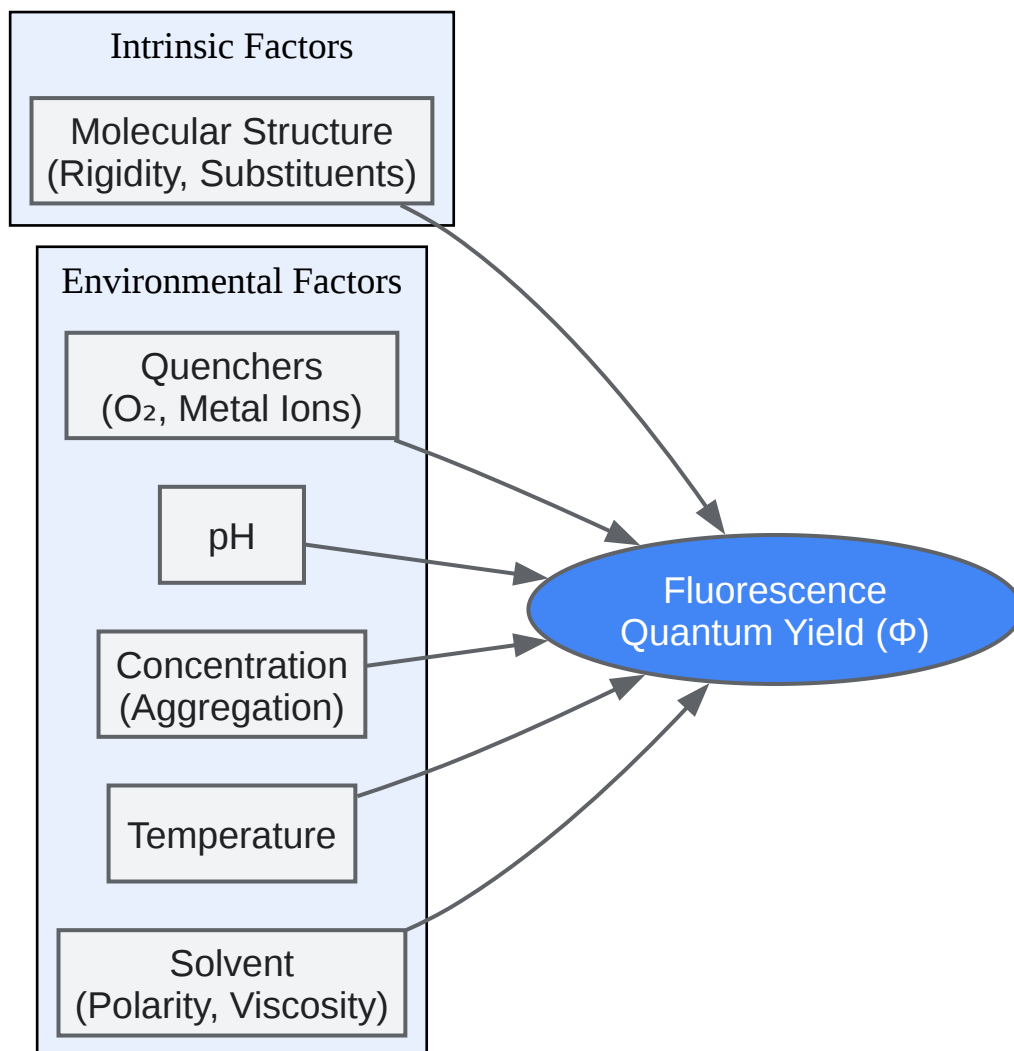 Intrinsic Factors
Molecular Structure
(Rigidity, Substituents)
Environmental Factors
Quenchers
(O₂, Metal Ions)
pH
Concentration
(Aggregation)
Temperature
Solvent
(Polarity, Viscosity)
Fluorescence
Quantum Yield (Φ)